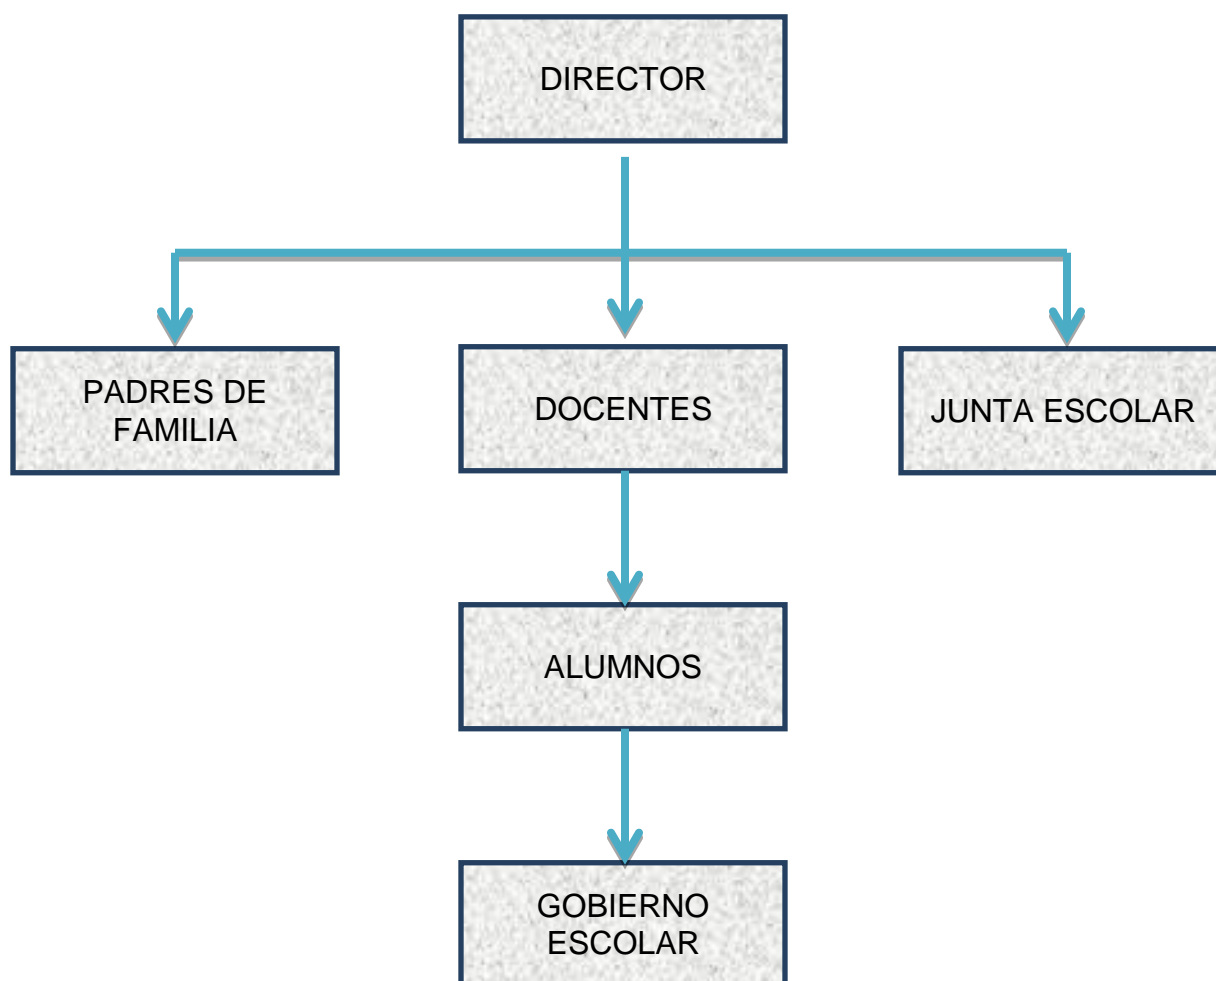 DIRECTOR
PADRES DE
FAMILIA
DOCENTES
JUNTA ESCOLAR
ALUMNOS
GOBIERNO
ESCOLAR